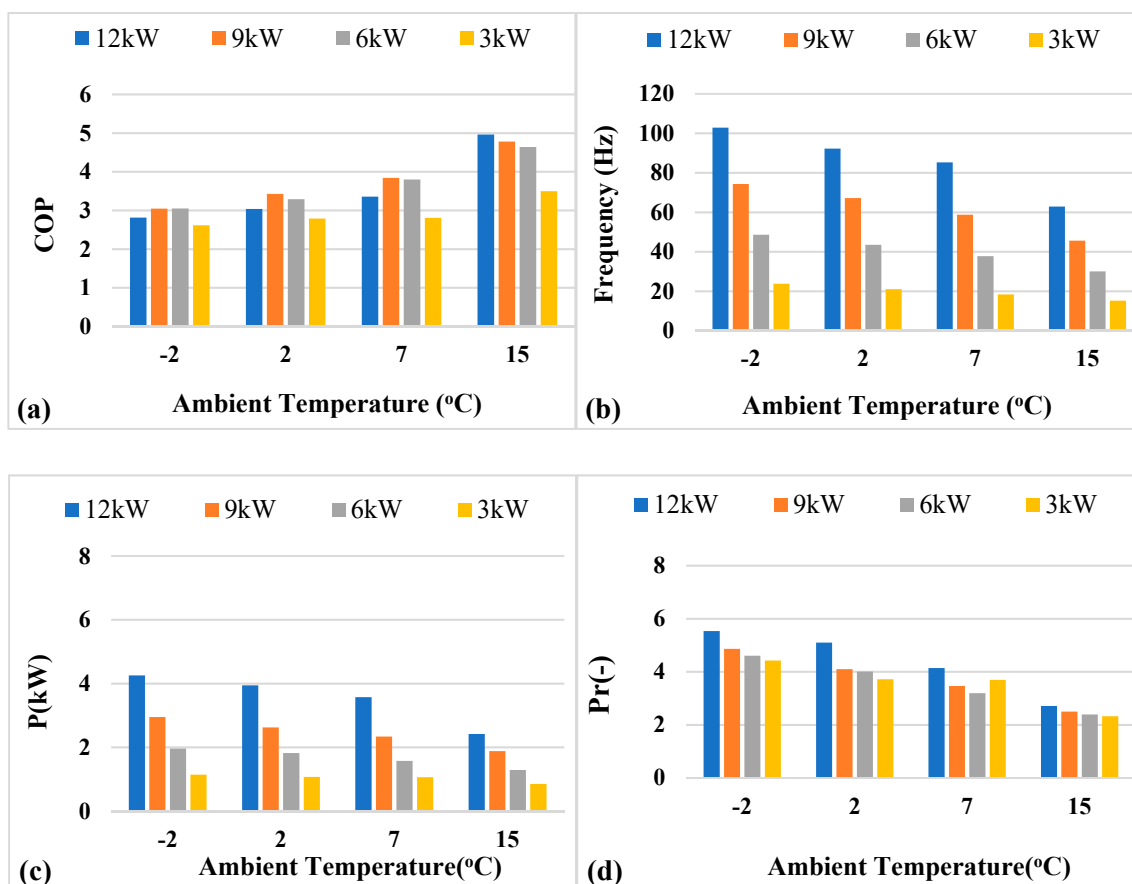 12kW 9kW 6kW 3kW
6
5
4
3
2
1
0
COP
-2 2 7 15
Ambient Temperature (°C)
(a)
12kW 9kW 6kW 3kW
120
100
80
60
40
20
0
Frequency (Hz)
-2 2 7 15
Ambient Temperature (°C)
(b)
12kW 9kW 6kW 3kW
8
6
4
2
0
P(kW)
-2 2 7 15
Ambient Temperature(°C)
(c)
12kW 9kW 6kW 3kW
8
6
4
2
0
Pr(-)
-2 2 7 15
Ambient Temperature(°C)
(d)